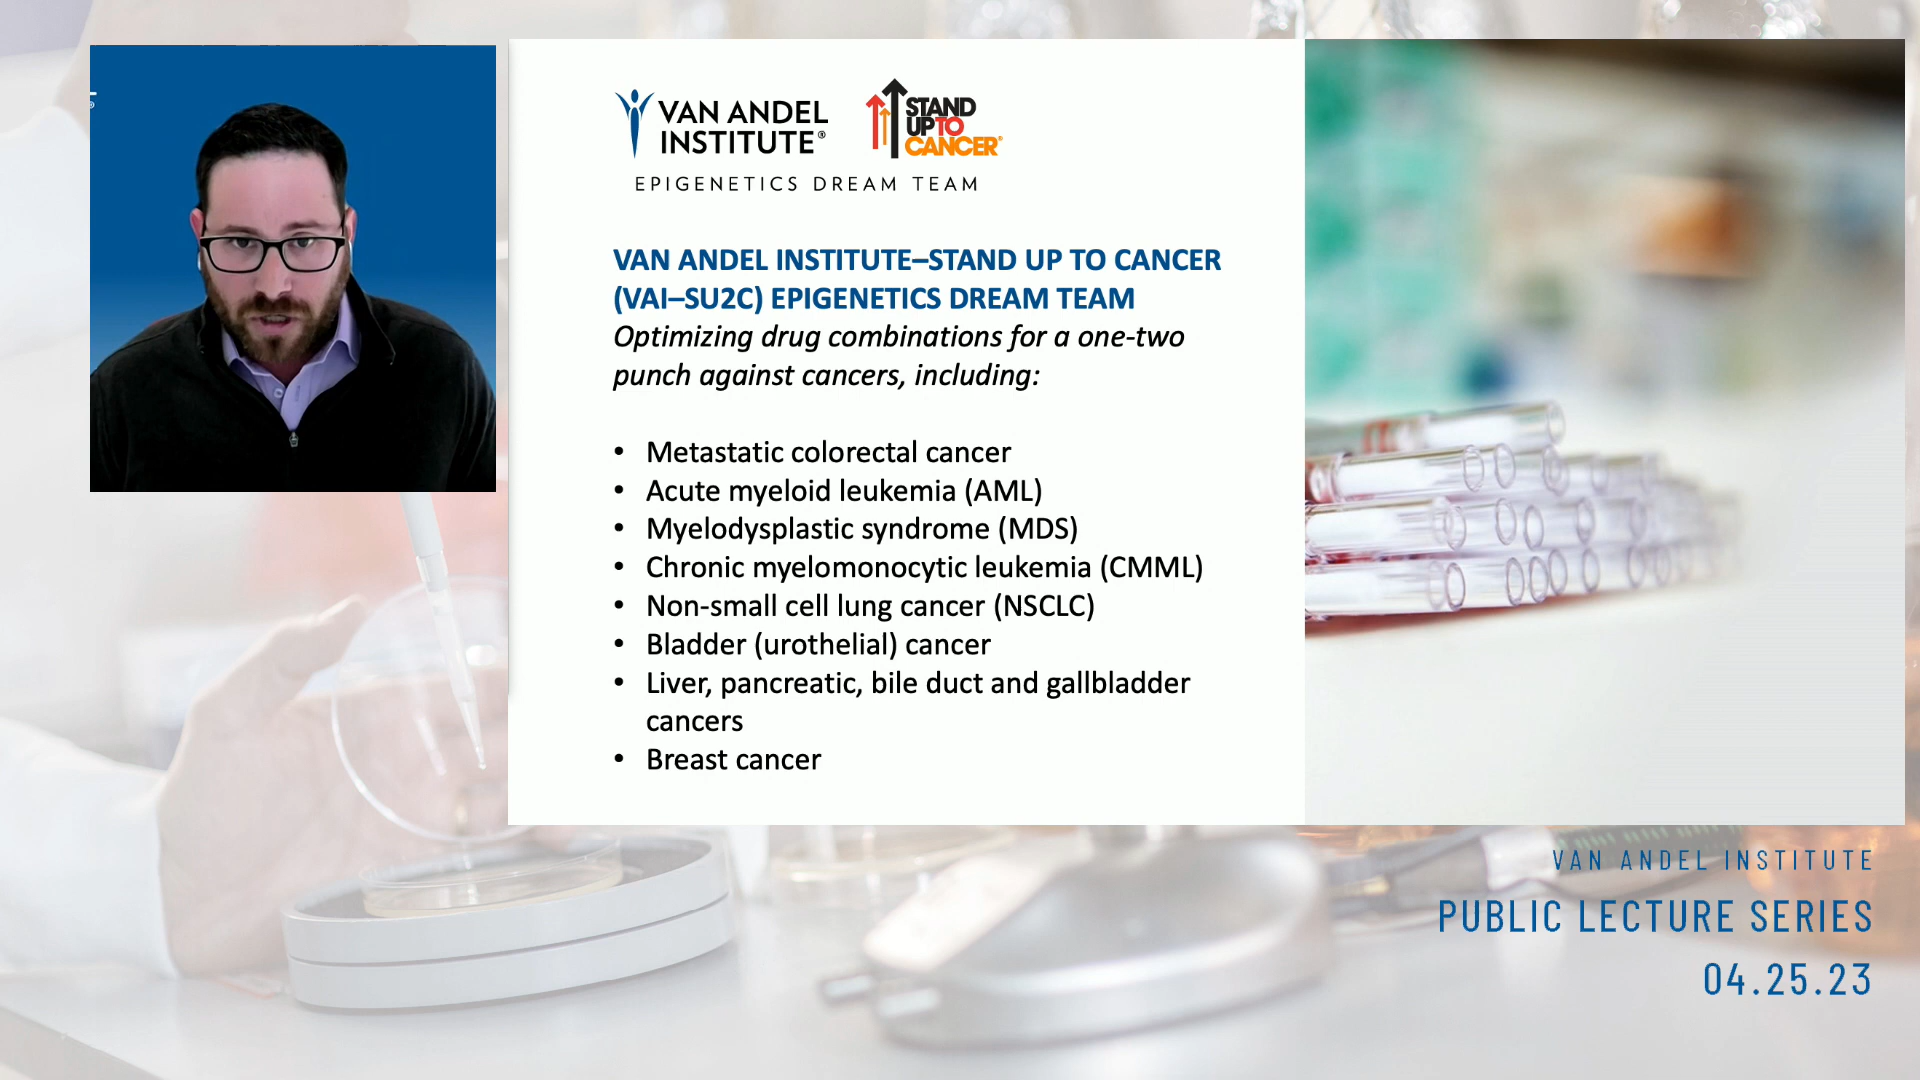 VAN ANDEL
INSTITUTE®
STAND
UP TO
CANCER®
EPIGENETICS DREAM TEAM
VAN ANDEL INSTITUTE–STAND UP TO CANCER
(VAI–SU2C) EPIGENETICS DREAM TEAM
Optimizing drug combinations for a one-two
punch against cancers, including:
• Metastatic colorectal cancer
• Acute myeloid leukemia (AML)
• Myelodysplastic syndrome (MDS)
• Chronic myelomonocytic leukemia (CMML)
• Non-small cell lung cancer (NSCLC)
• Bladder (urothelial) cancer
• Liver, pancreatic, bile duct and gallbladder
cancers
• Breast cancer
VAN ANDEL INSTITUTE
PUBLIC LECTURE SERIES
04.25.23